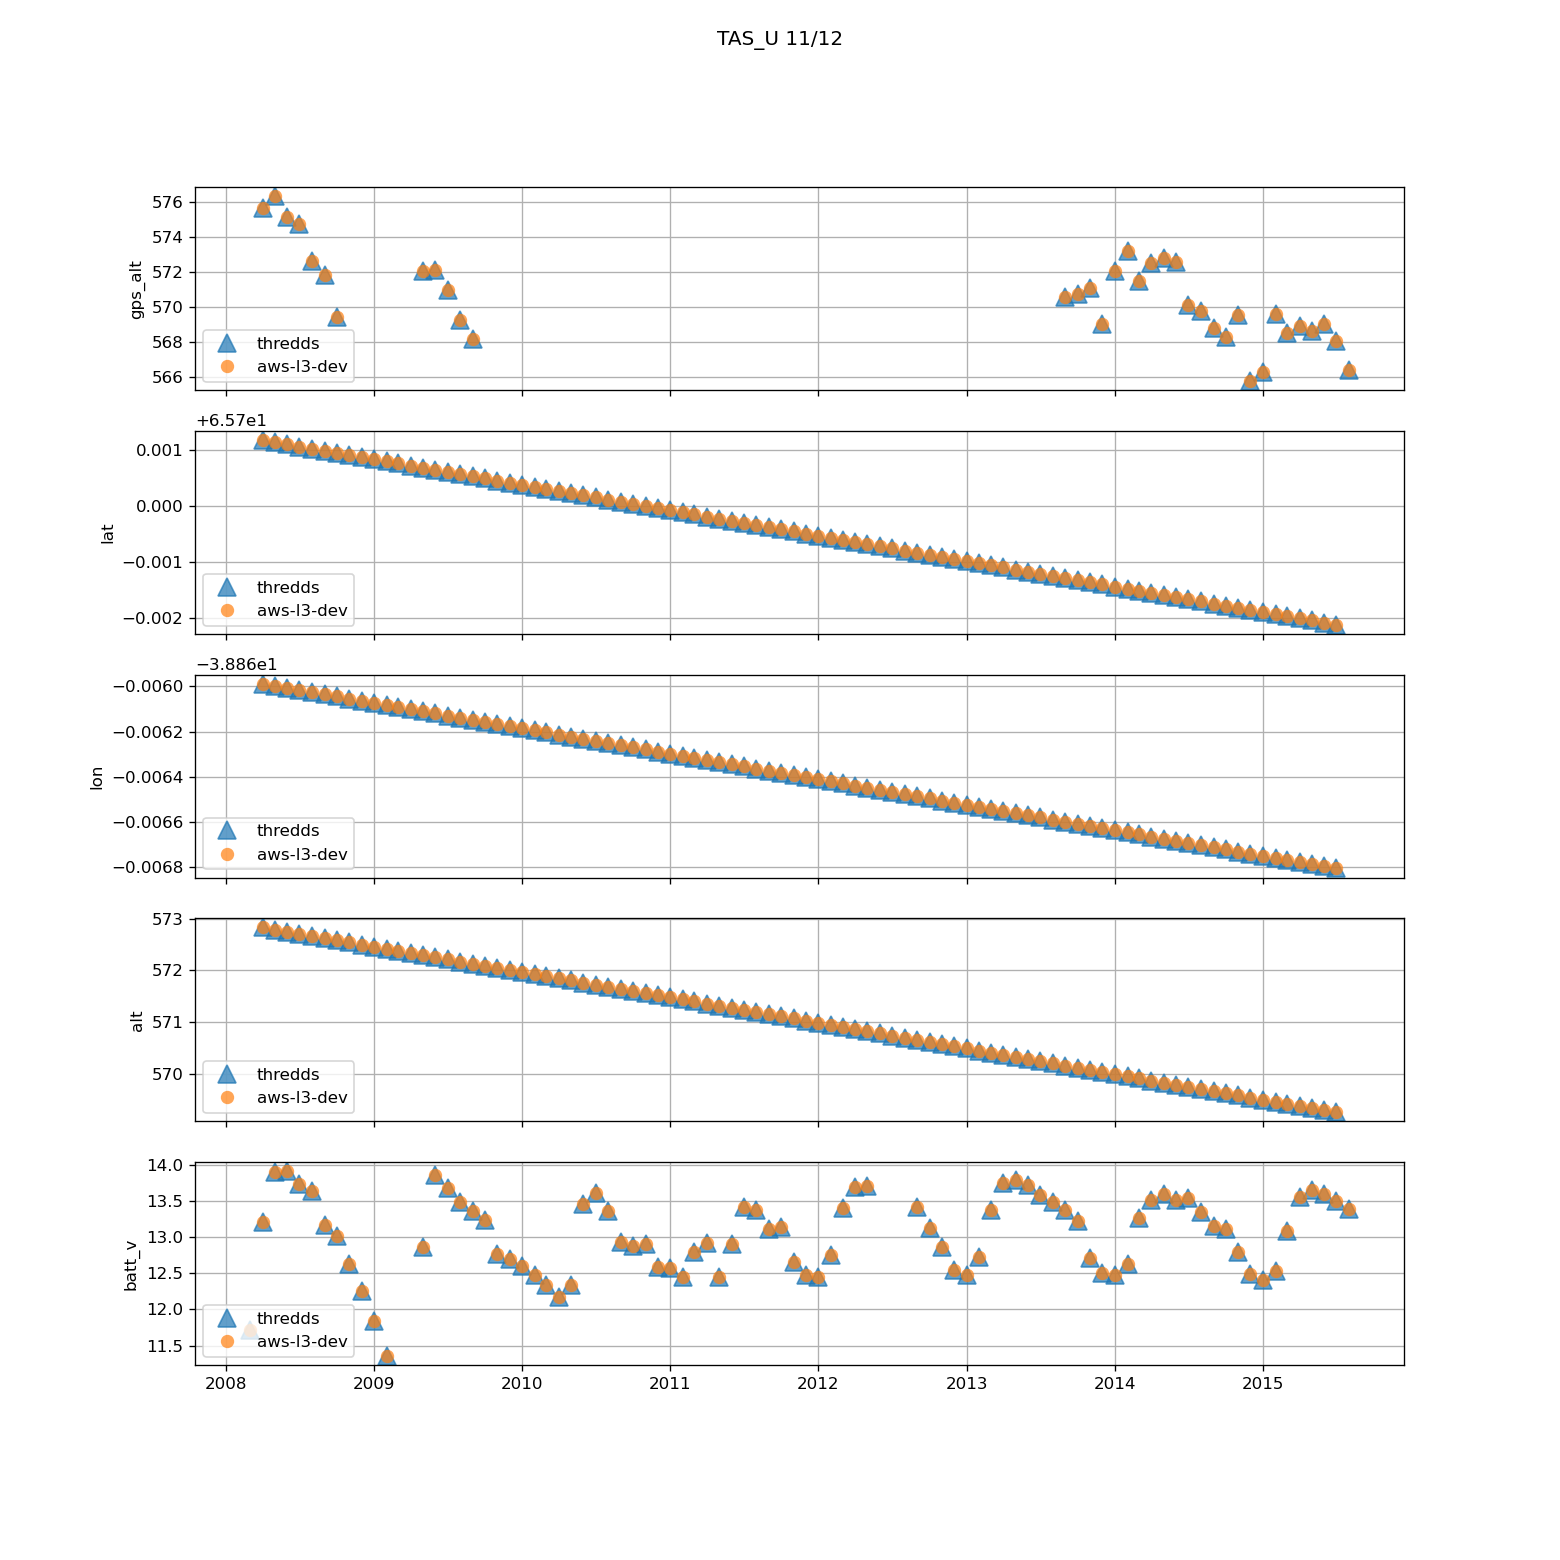 TAS_U 11/12
576
574
572
570
568
566
gps_alt
thredds
aws-l3-dev
+6.57e1
0.001
0.000
−0.001
−0.002
lat
thredds
aws-l3-dev
−3.886e1
−0.0060
−0.0062
−0.0064
−0.0066
−0.0068
lon
thredds
aws-l3-dev
573
572
571
570
alt
thredds
aws-l3-dev
14.0
13.5
13.0
12.5
12.0
11.5
batt_v
thredds
aws-l3-dev
2008 2009 2010 2011 2012 2013 2014 2015